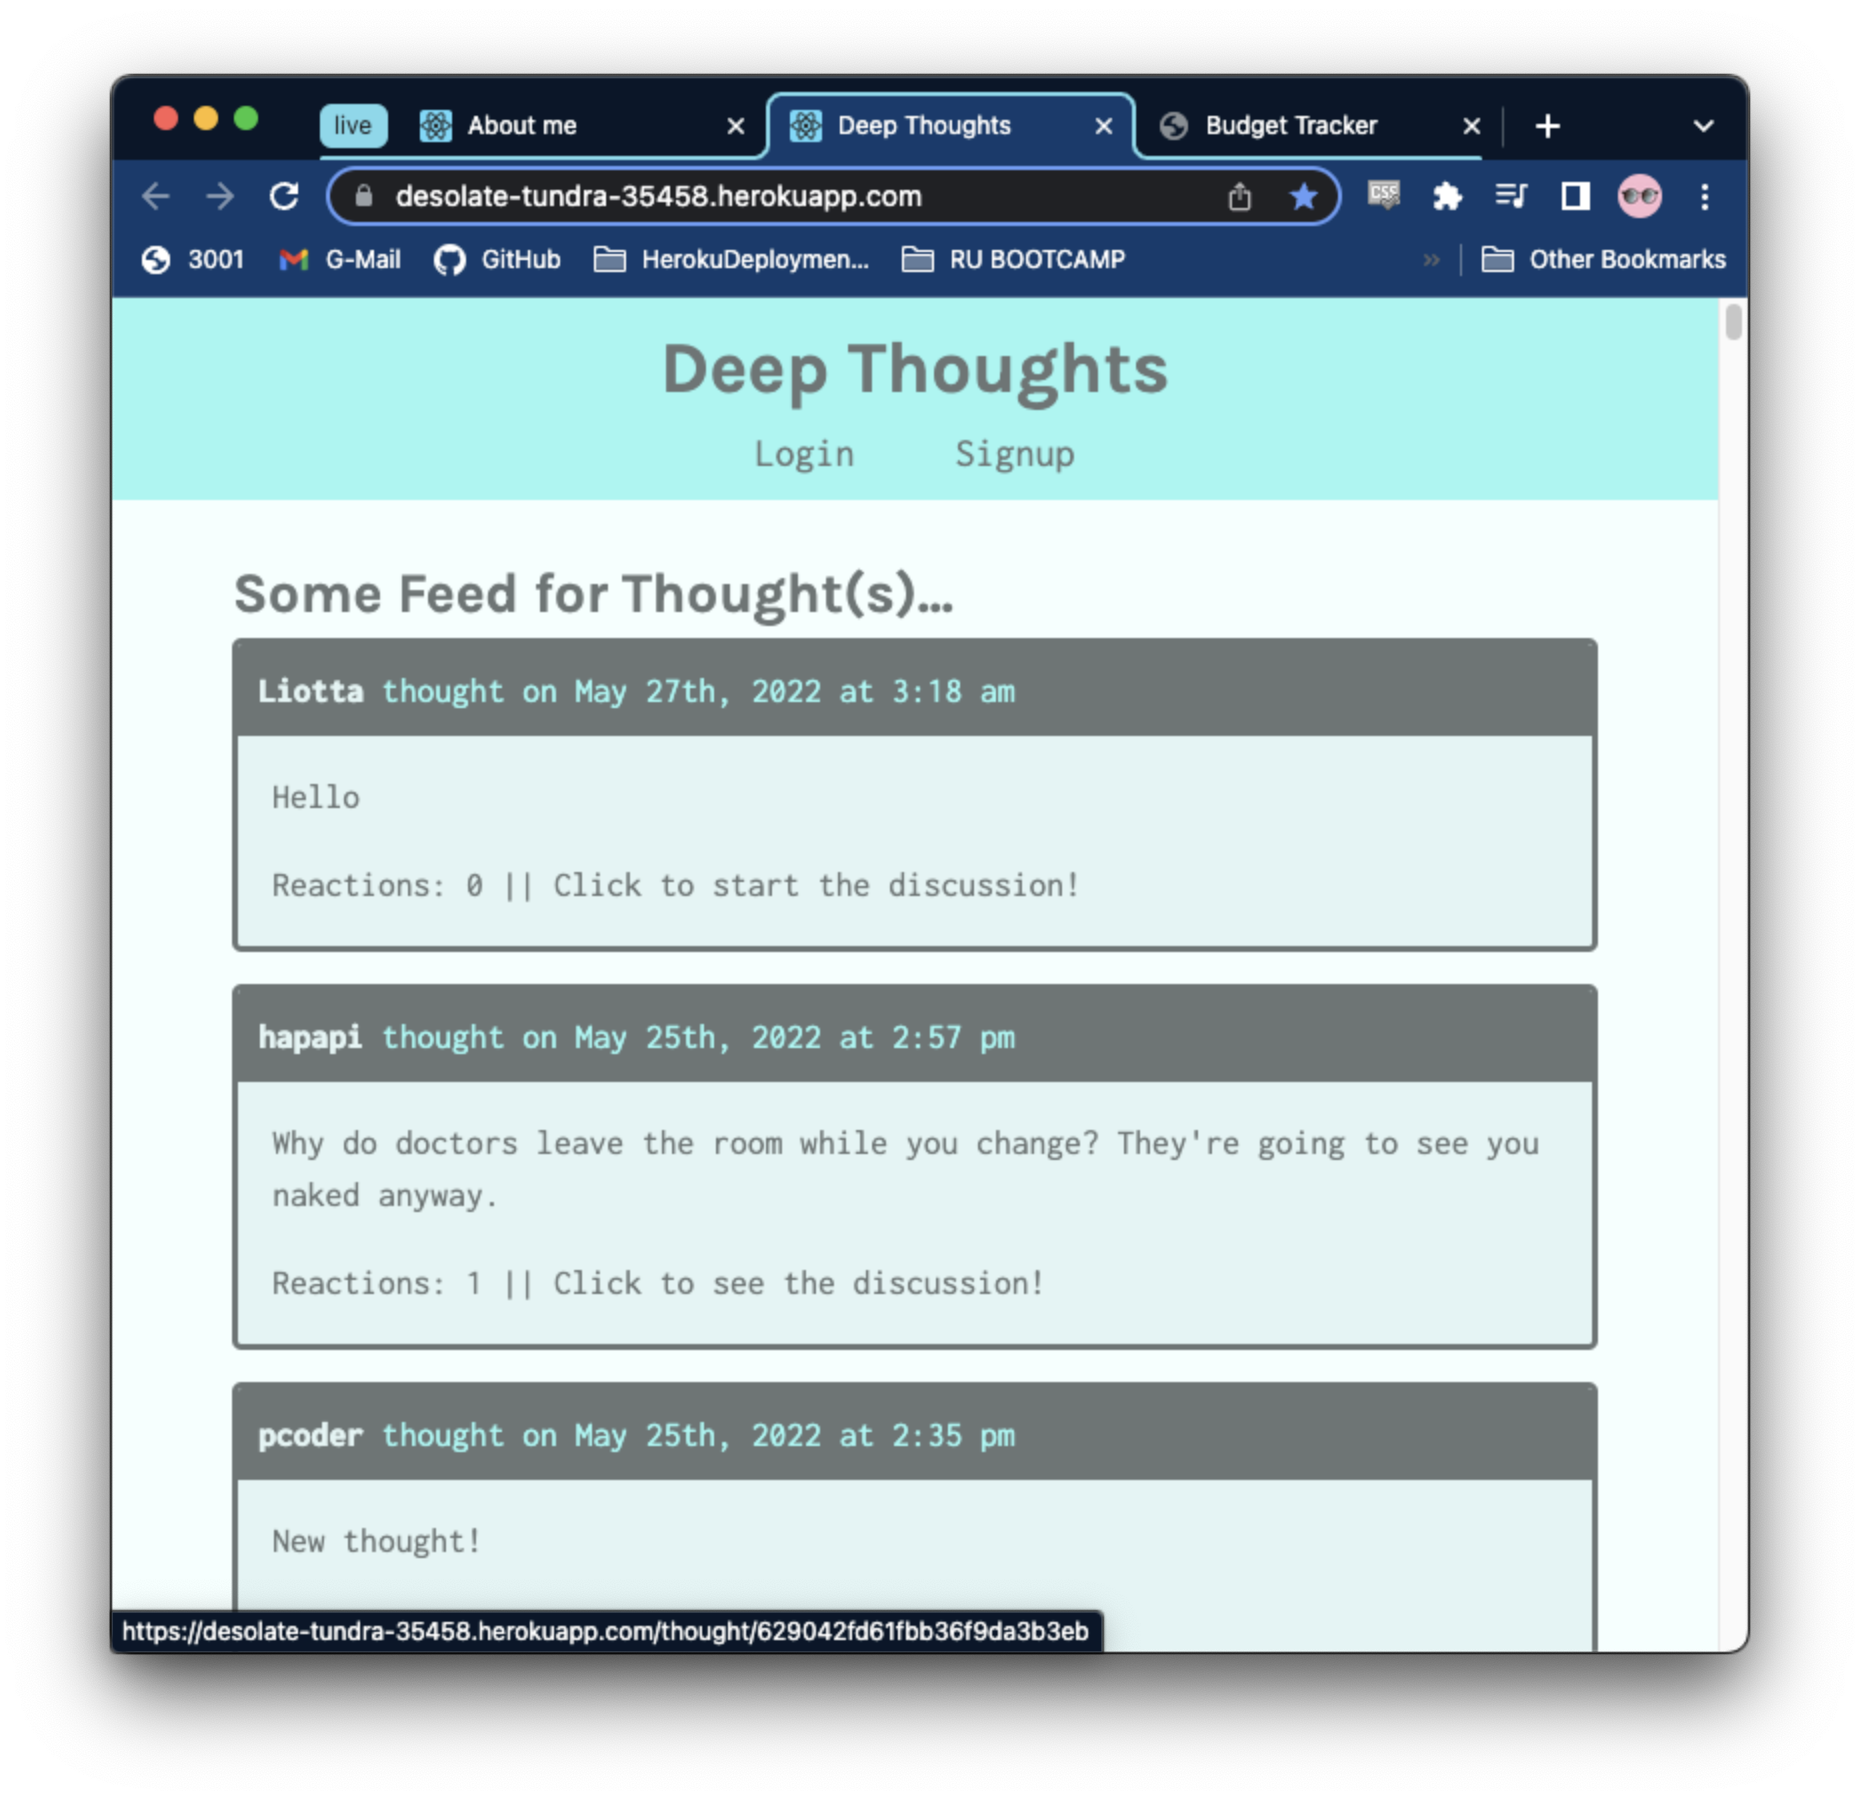 live About me Deep Thoughts Budget Tracker
desolate-tundra-35458.herokuapp.com CSS
3001 G-Mail GitHub HerokuDeploymen... RU BOOTCAMP » Other Bookmarks
Deep Thoughts
Login Signup
Some Feed for Thought(s)...
Liotta thought on May 27th, 2022 at 3:18 am
Hello
Reactions: 0 || Click to start the discussion!
hapapi thought on May 25th, 2022 at 2:57 pm
Why do doctors leave the room while you change? They're going to see you
naked anyway.
Reactions: 1 || Click to see the discussion!
pcoder thought on May 25th, 2022 at 2:35 pm
New thought!
https://desolate-tundra-35458.herokuapp.com/thought/629042fd61fbb36f9da3b3eb